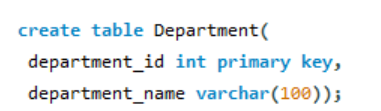 create table Department(
department_id int primary key,
department_name varchar(100));